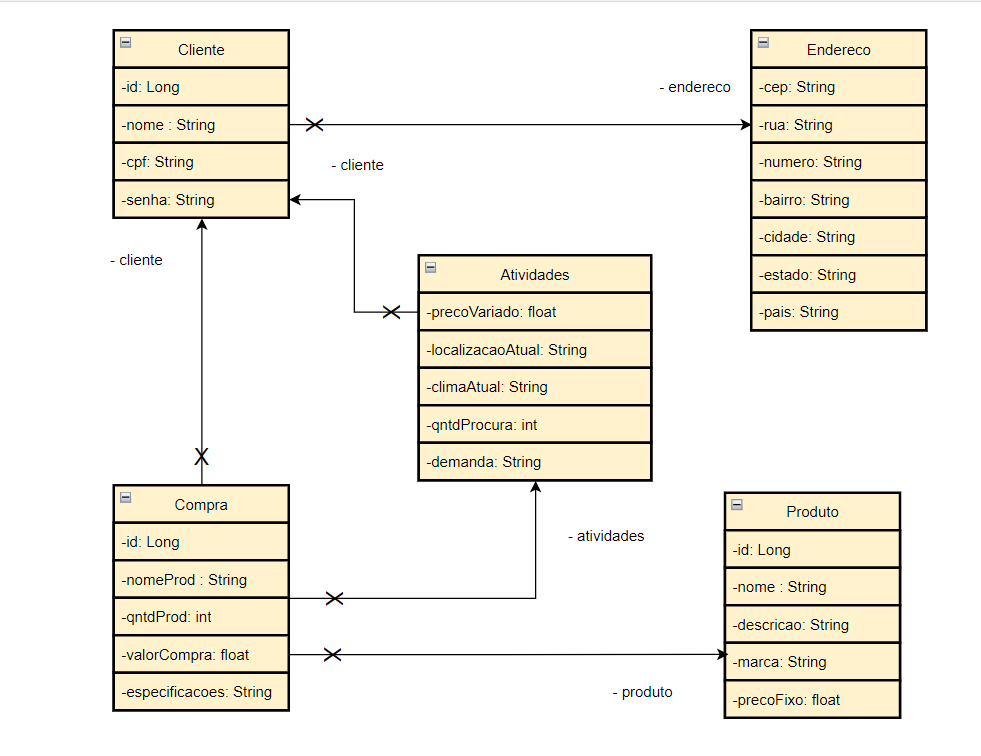 Cliente
-id: Long
-nome : String
-cpf: String
-senha: String
- endereco
Endereco
-cep: String
-rua: String
-numero: String
-bairro: String
-cidade: String
-estado: String
-pais: String
- cliente
- cliente
Atividades
-precoVariado: float
-localizacaoAtual: String
-climaAtual: String
-qntdProcura: int
-demanda: String
Compra
-id: Long
-nomeProd : String
-qntdProd: int
-valorCompra: float
-especificacoes: String
- atividades
- produto
Produto
-id: Long
-nome : String
-descricao: String
-marca: String
-precoFixo: float